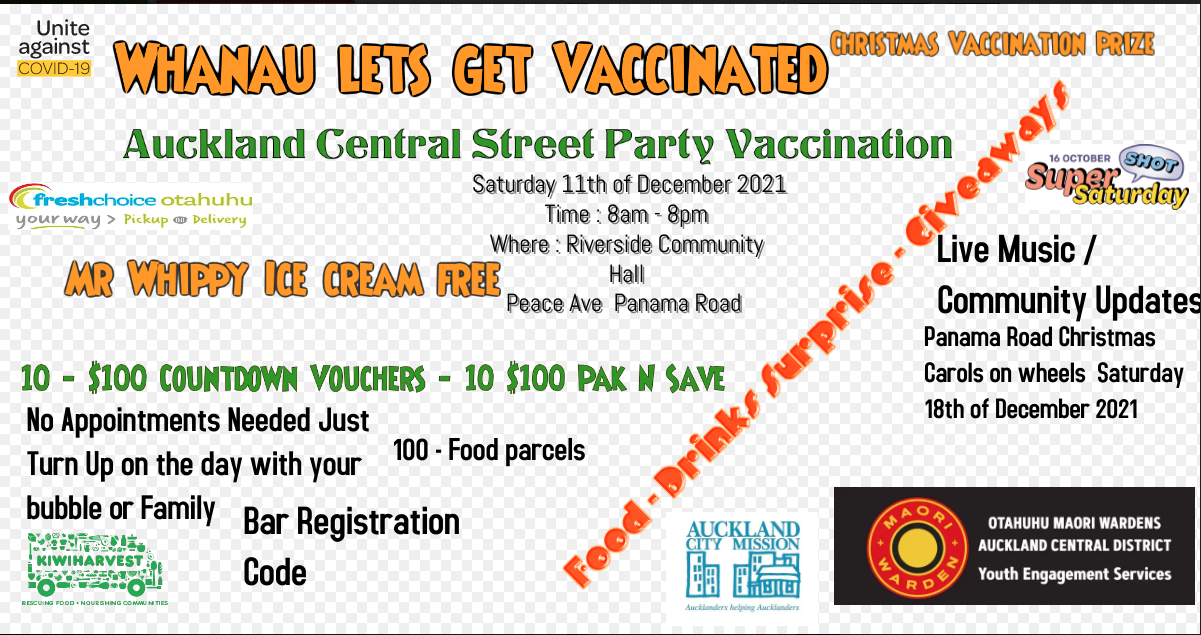 Unite
against
COVID-19
WHANAU LETS GET VACCINATED
CHRISTMAS VACCINATION PRIZE
Auckland Central Street Party Vaccination
Saturday 11th of December 2021
Time : 8am - 8pm
Where : Riverside Community
Hall
Peace Ave Panama Road
freshchoice otahuhu
your way > Pickup OR Delivery
MR WHIPPY ICE CREAM FREE
16 OCTOBER
SHOT
Super
Saturday
Food - Drinks Surprise - Giveaways
Live Music /
Community Updates
Panama Road Christmas
Carols on wheels Saturday
18th of December 2021
10 - $100 COUNTDOWN VOUCHERS - 10 $100 PAK N SAVE
No Appointments Needed Just
Turn Up on the day with your
bubble or Family
100 - Food parcels
Bar Registration
Code
KIWIHARVEST
RESCUING FOOD • NOURISHING COMMUNITIES
AUCKLAND
CITY MISSION
Aucklanders helping Aucklanders
MAORI
WARDEN
OTAHUHU MAORI WARDENS
AUCKLAND CENTRAL DISTRICT
Youth Engagement Services